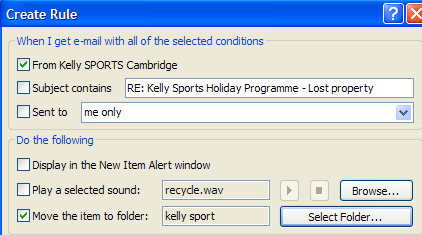 Create Rule
When I get e-mail with all of the selected conditions
From Kelly SPORTS Cambridge
Subject contains RE: Kelly Sports Holiday Programme - Lost property
Sent to me only
Do the following
Display in the New Item Alert window
Play a selected sound: recycle.wav Browse...
Move the item to folder: kelly sport Select Folder...